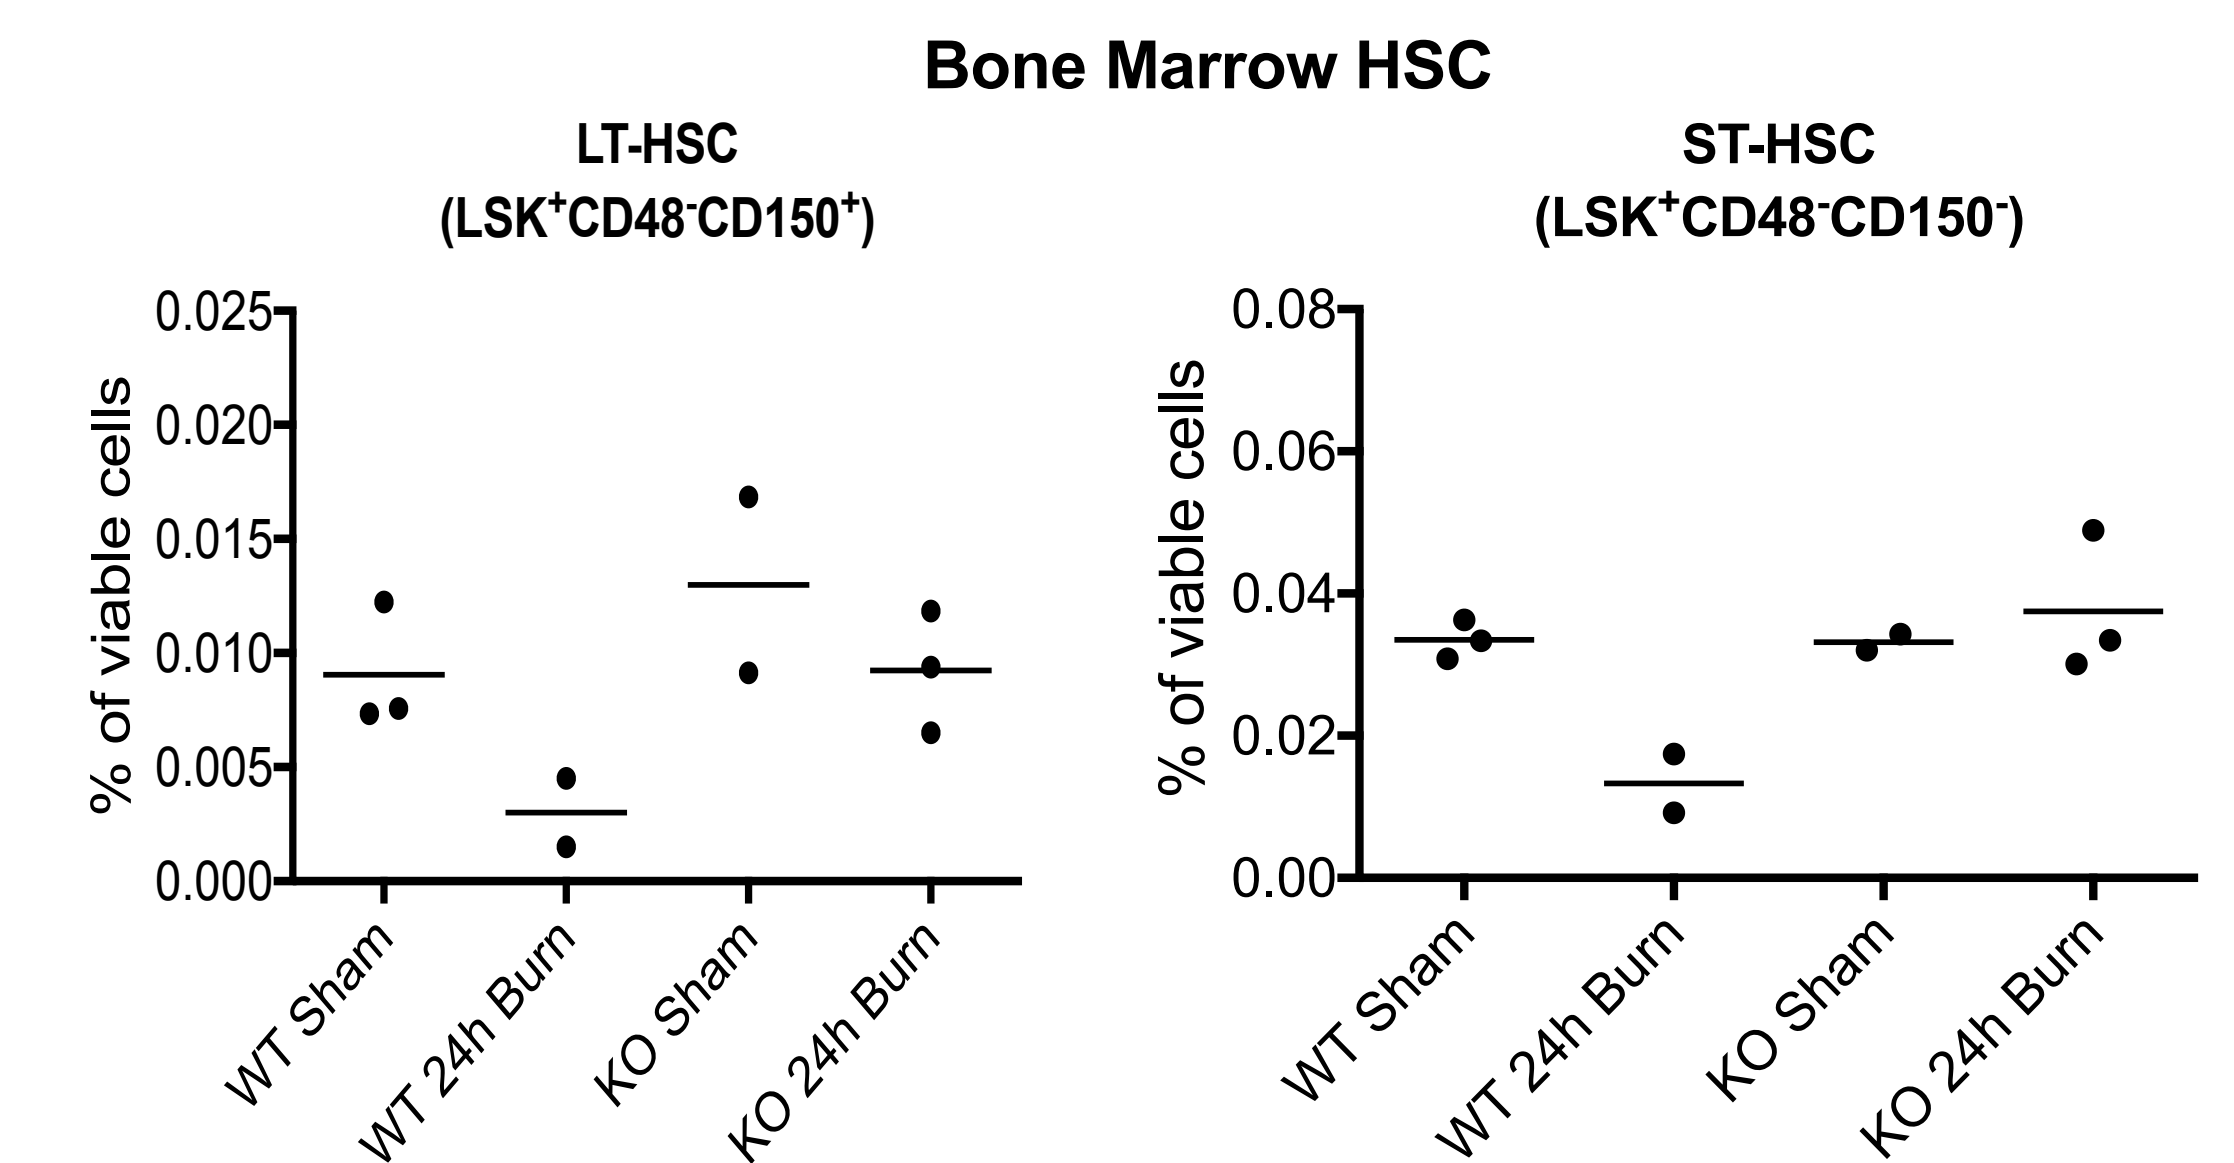 Bone Marrow HSC
LT-HSC
(LSK⁺CD48⁻CD150⁺)
0.025
0.020
0.015
0.010
0.005
0.000
% of viable cells
WT Sham
WT 24h Burn
KO Sham
KO 24h Burn
ST-HSC
(LSK⁺CD48⁻CD150⁻)
0.08
0.06
0.04
0.02
0.00
% of viable cells
WT Sham
WT 24h Burn
KO Sham
KO 24h Burn